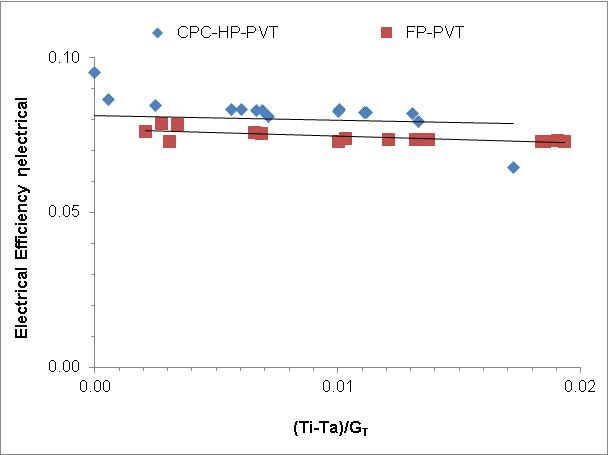 CPC-HP-PVT FP-PVT
0.10
0.05
0.00
Electrical Efficiency ηelectrical
0.00 0.01 0.02
(Ti-Ta)/G_T